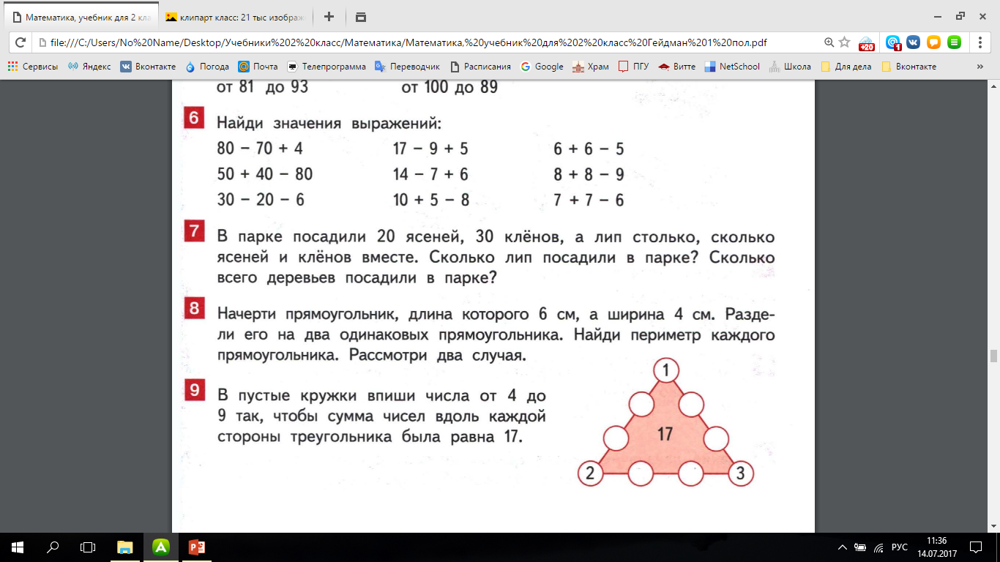 Математика, учебник для 2 кла
клипарт класс: 21 тыс изображ
file:///C:/Users/No%20Name/Desktop/Учебники%202%20класс/Математика/Математика,%20учебник%20для%202%20класс%20Гейдман%201%20пол.pdf
+20
1
Сервисы Яндекс Вконтакте Погода Почта Телепрограмма Переводчик Расписания Google Храм ПГУ Витте NetSchool Школа Для дела Вконтакте »
от 81 до 93 от 100 до 89
6 Найди значения выражений:
80 − 70 + 4 17 − 9 + 5 6 + 6 − 5
50 + 40 − 80 14 − 7 + 6 8 + 8 − 9
30 − 20 − 6 10 + 5 − 8 7 + 7 − 6
7 В парке посадили 20 ясеней, 30 клёнов, а лип столько, сколько
ясеней и клёнов вместе. Сколько лип посадили в парке? Сколько
всего деревьев посадили в парке?
8 Начерти прямоугольник, длина которого 6 см, а ширина 4 см. Разде-
ли его на два одинаковых прямоугольника. Найди периметр каждого
прямоугольника. Рассмотри два случая.
9 В пустые кружки впиши числа от 4 до
9 так, чтобы сумма чисел вдоль каждой
стороны треугольника была равна 17.
1
17
2 3
РУС
11:36
14.07.2017